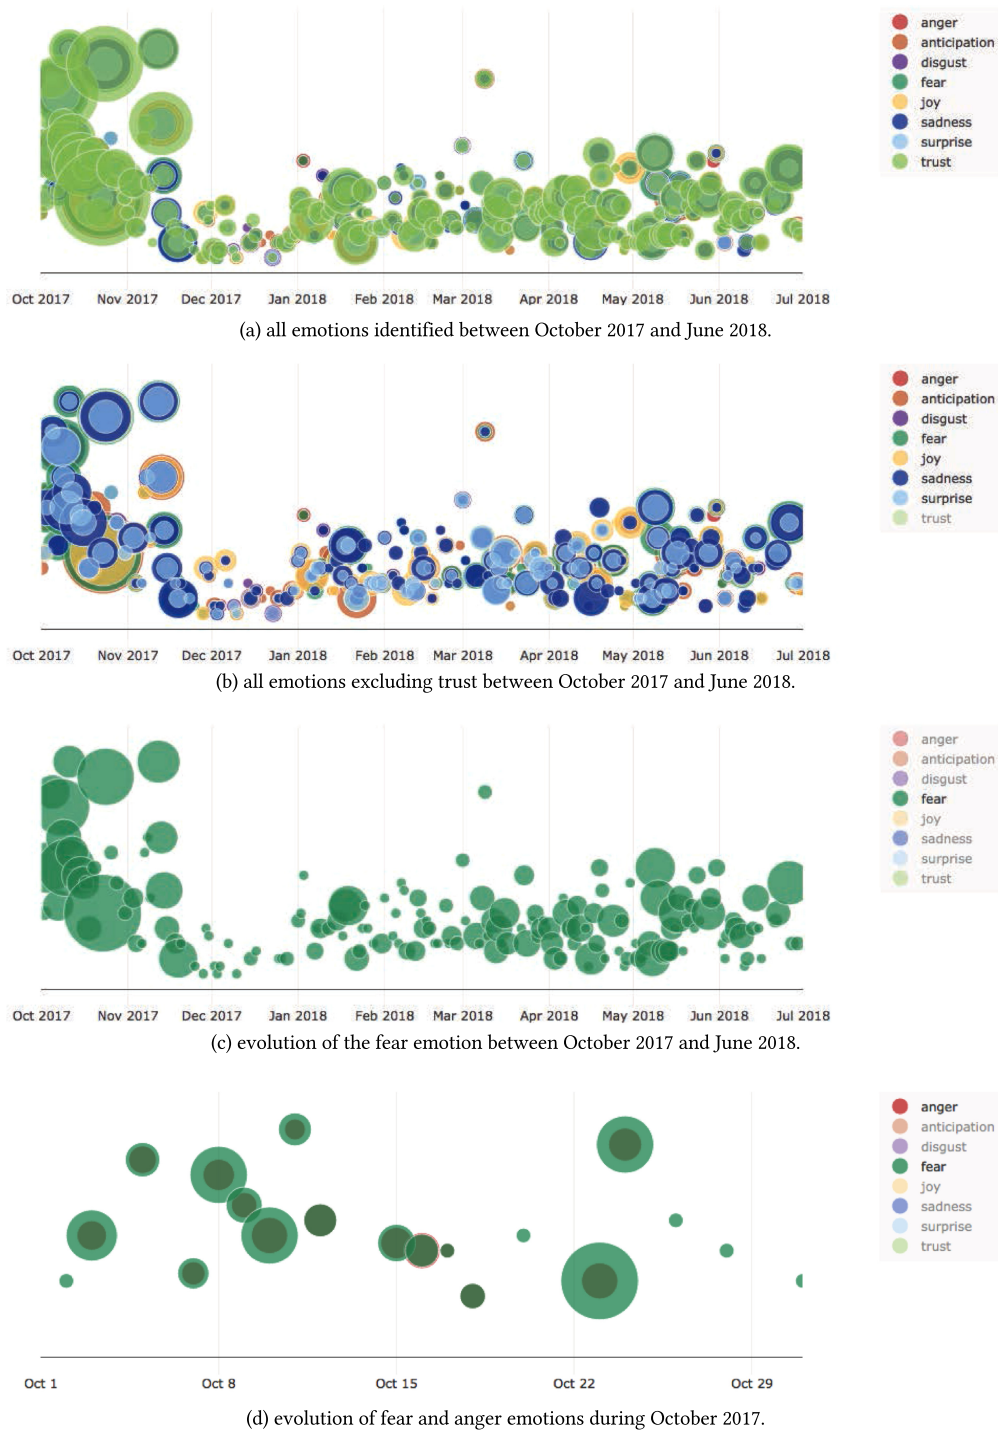 anger
anticipation
disgust
fear
joy
sadness
surprise
trust
Oct 2017 Nov 2017 Dec 2017 Jan 2018 Feb 2018 Mar 2018 Apr 2018 May 2018 Jun 2018 Jul 2018
(a) all emotions identified between October 2017 and June 2018.
anger
anticipation
disgust
fear
joy
sadness
surprise
trust
Oct 2017 Nov 2017 Dec 2017 Jan 2018 Feb 2018 Mar 2018 Apr 2018 May 2018 Jun 2018 Jul 2018
(b) all emotions excluding trust between October 2017 and June 2018.
anger
anticipation
disgust
fear
joy
sadness
surprise
trust
Oct 2017 Nov 2017 Dec 2017 Jan 2018 Feb 2018 Mar 2018 Apr 2018 May 2018 Jun 2018 Jul 2018
(c) evolution of the fear emotion between October 2017 and June 2018.
anger
anticipation
disgust
fear
joy
sadness
surprise
trust
Oct 1 Oct 8 Oct 15 Oct 22 Oct 29
(d) evolution of fear and anger emotions during October 2017.